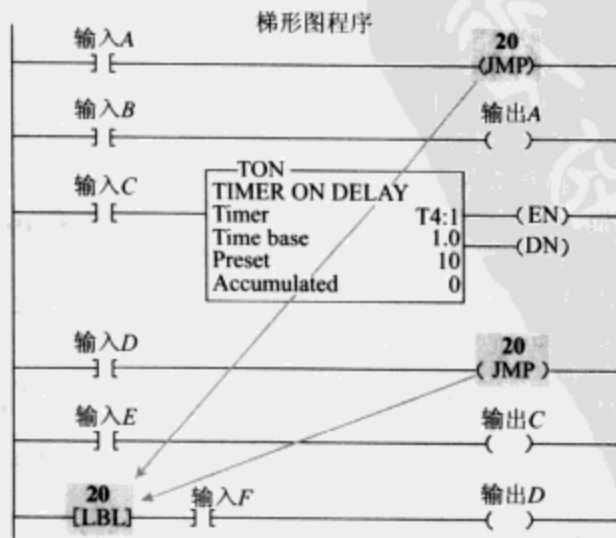 梯形图程序
输入A
20
(JMP)
输入B
输出A
输入C
TON
TIMER ON DELAY
Timer T4:1
(EN)
Time base 1.0
(DN)
Preset 10
Accumulated 0
输入D
20
(JMP)
输入E
输出C
20
[LBL]
输入F
输出D